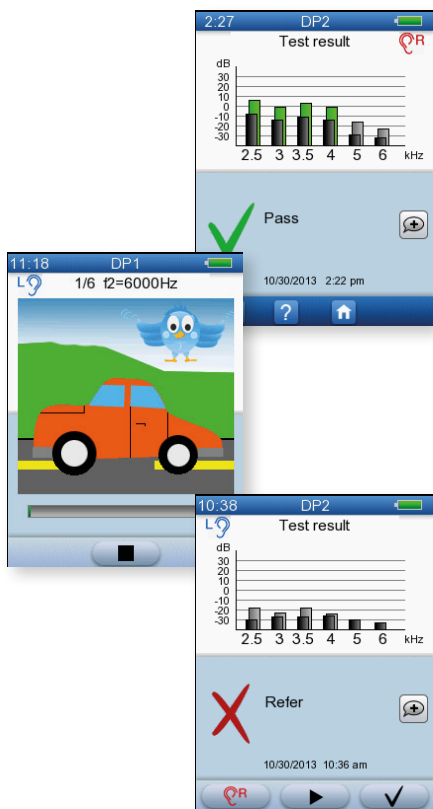 2:27 DP2
Test result R
dB
30
20
10
0
-10
-20
-30
2.5 3 3.5 4 5 6 kHz
Pass
10/30/2013 2:22 pm
?
11:18 DP1
L 1/6 f2=6000Hz
10:38 DP2
L Test result
dB
30
20
10
0
-10
-20
-30
2.5 3 3.5 4 5 6 kHz
Refer
10/30/2013 10:36 am
R